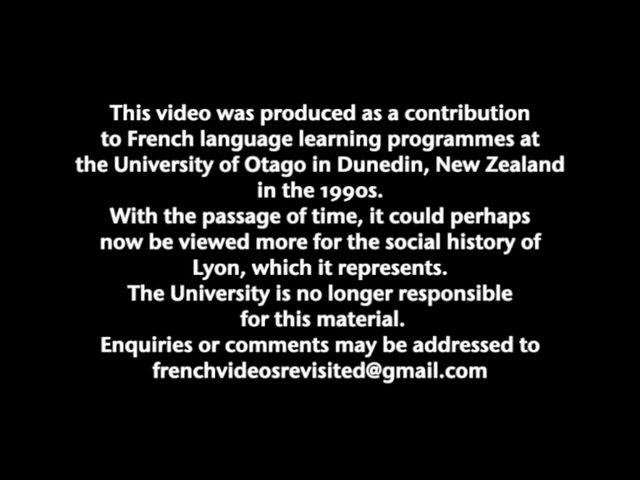 This video was produced as a contribution
to French language learning programmes at
the University of Otago in Dunedin, New Zealand
in the 1990s.
With the passage of time, it could perhaps
now be viewed more for the social history of
Lyon, which it represents.
The University is no longer responsible
for this material.
Enquiries or comments may be addressed to
frenchvideosrevisited@gmail.com